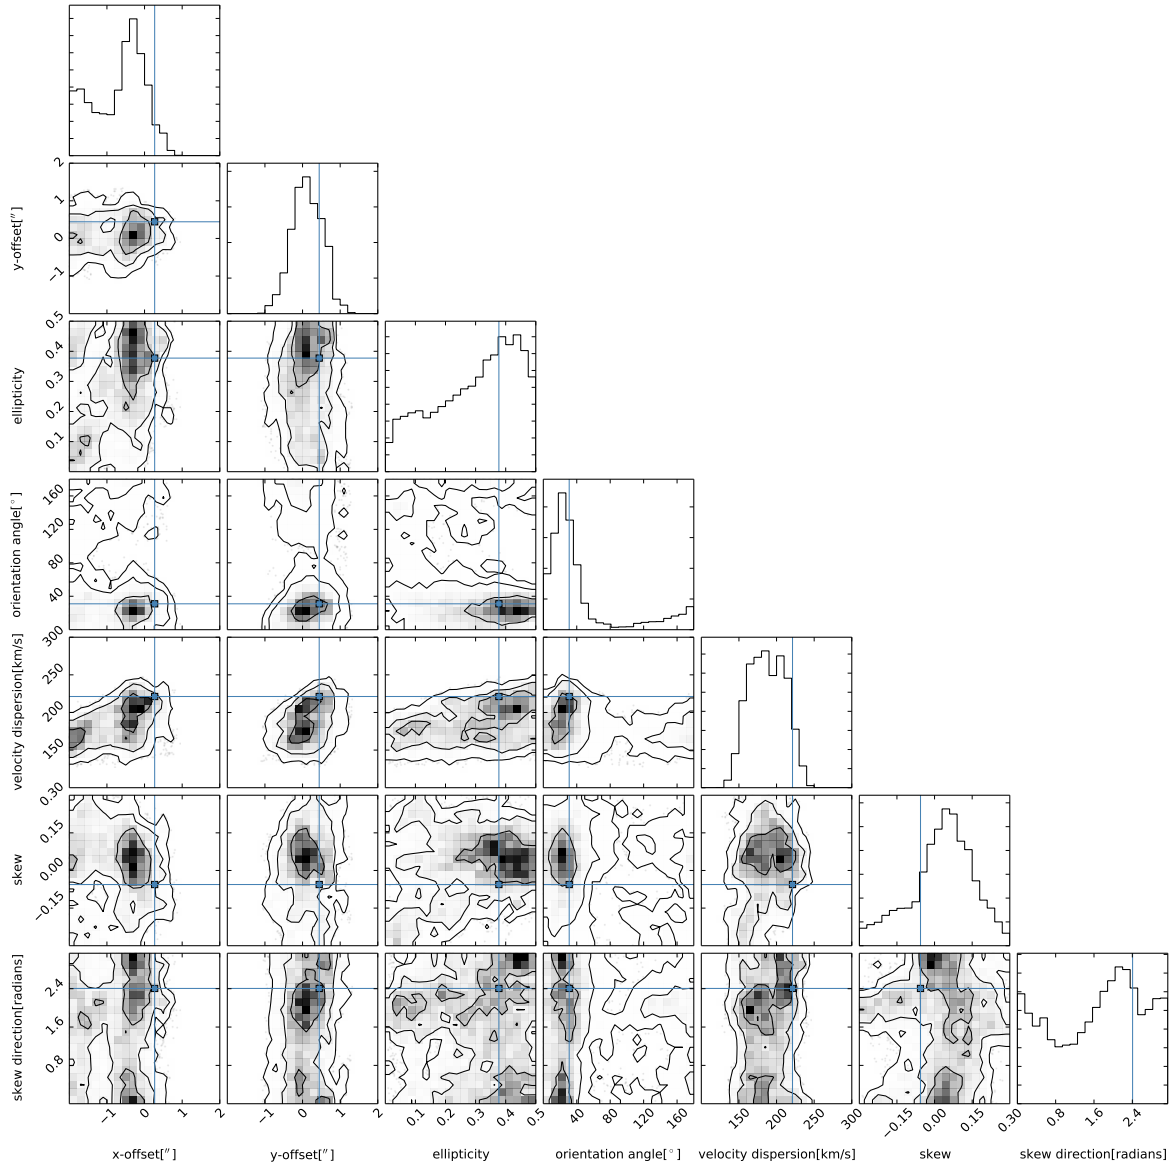 y-offset["]
2
1
0
−1
ellipticity
0.5
0.4
0.3
0.2
0.1
orientation angle[°]
160
120
80
40
velocity dispersion[km/s]
300
250
200
150
skew
0.30
0.15
0.00
−0.15
skew direction[radians]
2.4
1.6
0.8
−1 0 1 2
−1 0 1 2
0.1 0.2 0.3 0.4 0.5
40 80 120 160
150 200 250 300
−0.15 0.00 0.15 0.30
0.8 1.6 2.4
x-offset["] y-offset["] ellipticity orientation angle[°] velocity dispersion[km/s] skew skew direction[radians]